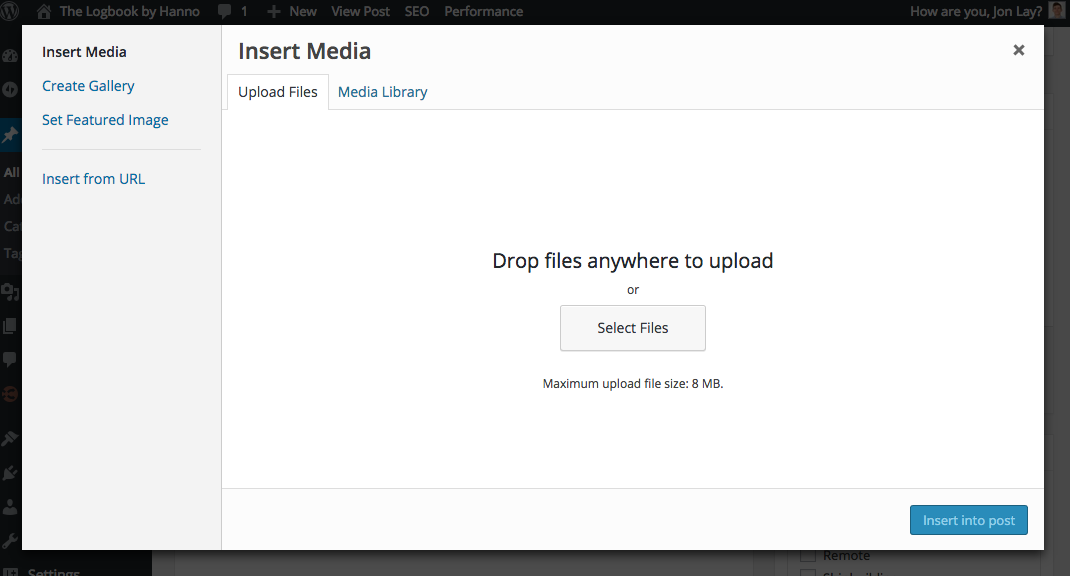 The Logbook by Hanno 1 New View Post SEO Performance How are you, Jon Lay?
Insert Media
Create Gallery
Set Featured Image
Insert from URL
Insert Media
Upload Files Media Library
Drop files anywhere to upload
or
Select Files
Maximum upload file size: 8 MB.
Insert into post
All
Ad
Cat
Tag
Remote
Settings